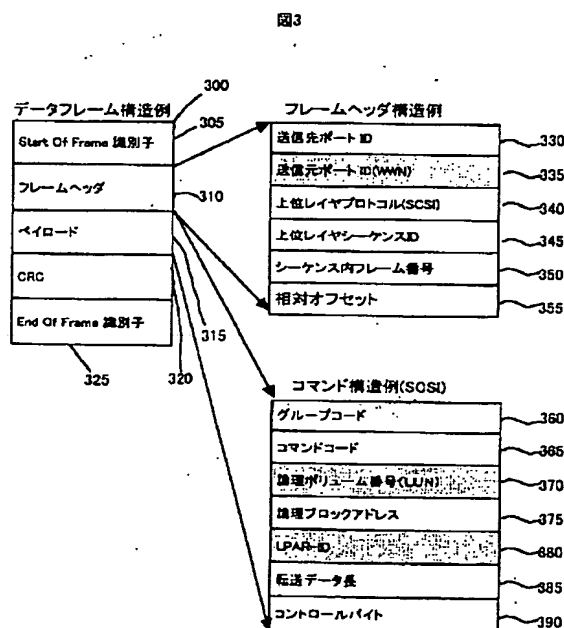 図3
データフレーム構造例
300
305
Start Of Frame 識別子
フレームヘッダ
310
ペイロード
315
CRC
320
End Of Frame 識別子
325
フレームヘッダ構造例
送信先ポートID
330
送信元ポートID(WWN)
335
上位レイヤプロトコル(SCSI)
340
上位レイヤシーケンスID
345
シーケンス内フレーム番号
350
相対オフセット
355
コマンド構造例(SCSI)
グループコード
360
コマンドコード
365
論理ボリューム番号(LUN)
370
論理ブロックアドレス
375
LPAR-ID
380
転送データ長
385
コントロールバイト
390